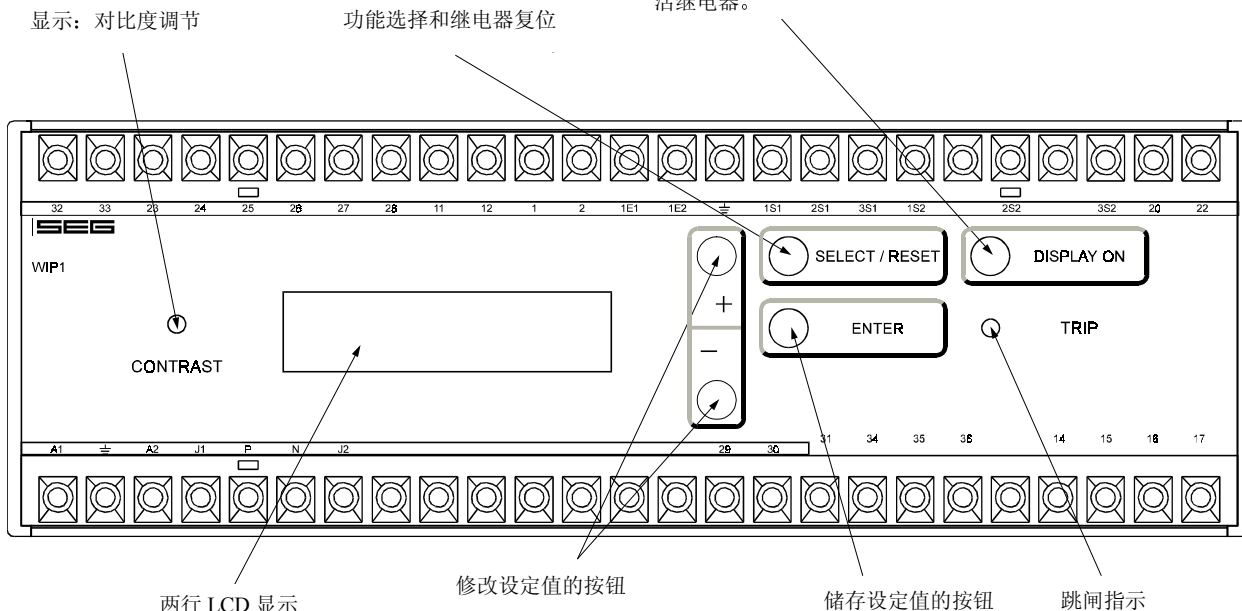 活继电器。
显示：对比度调节
功能选择和继电器复位
32 33 23 24 25 26 27 28 11 12 1 2 1E1 1E2 1S1 2S1 3S1 1S2 2S2 3S2 20 22
SEG
WIP1
SELECT / RESET
DISPLAY ON
+
CONTRAST
ENTER
TRIP
−
31 34 35 36 14 15 16 17
A1 A2 J1 P N J2 29 30
修改设定值的按钮
两行 LCD 显示
储存设定值的按钮
跳闸指示